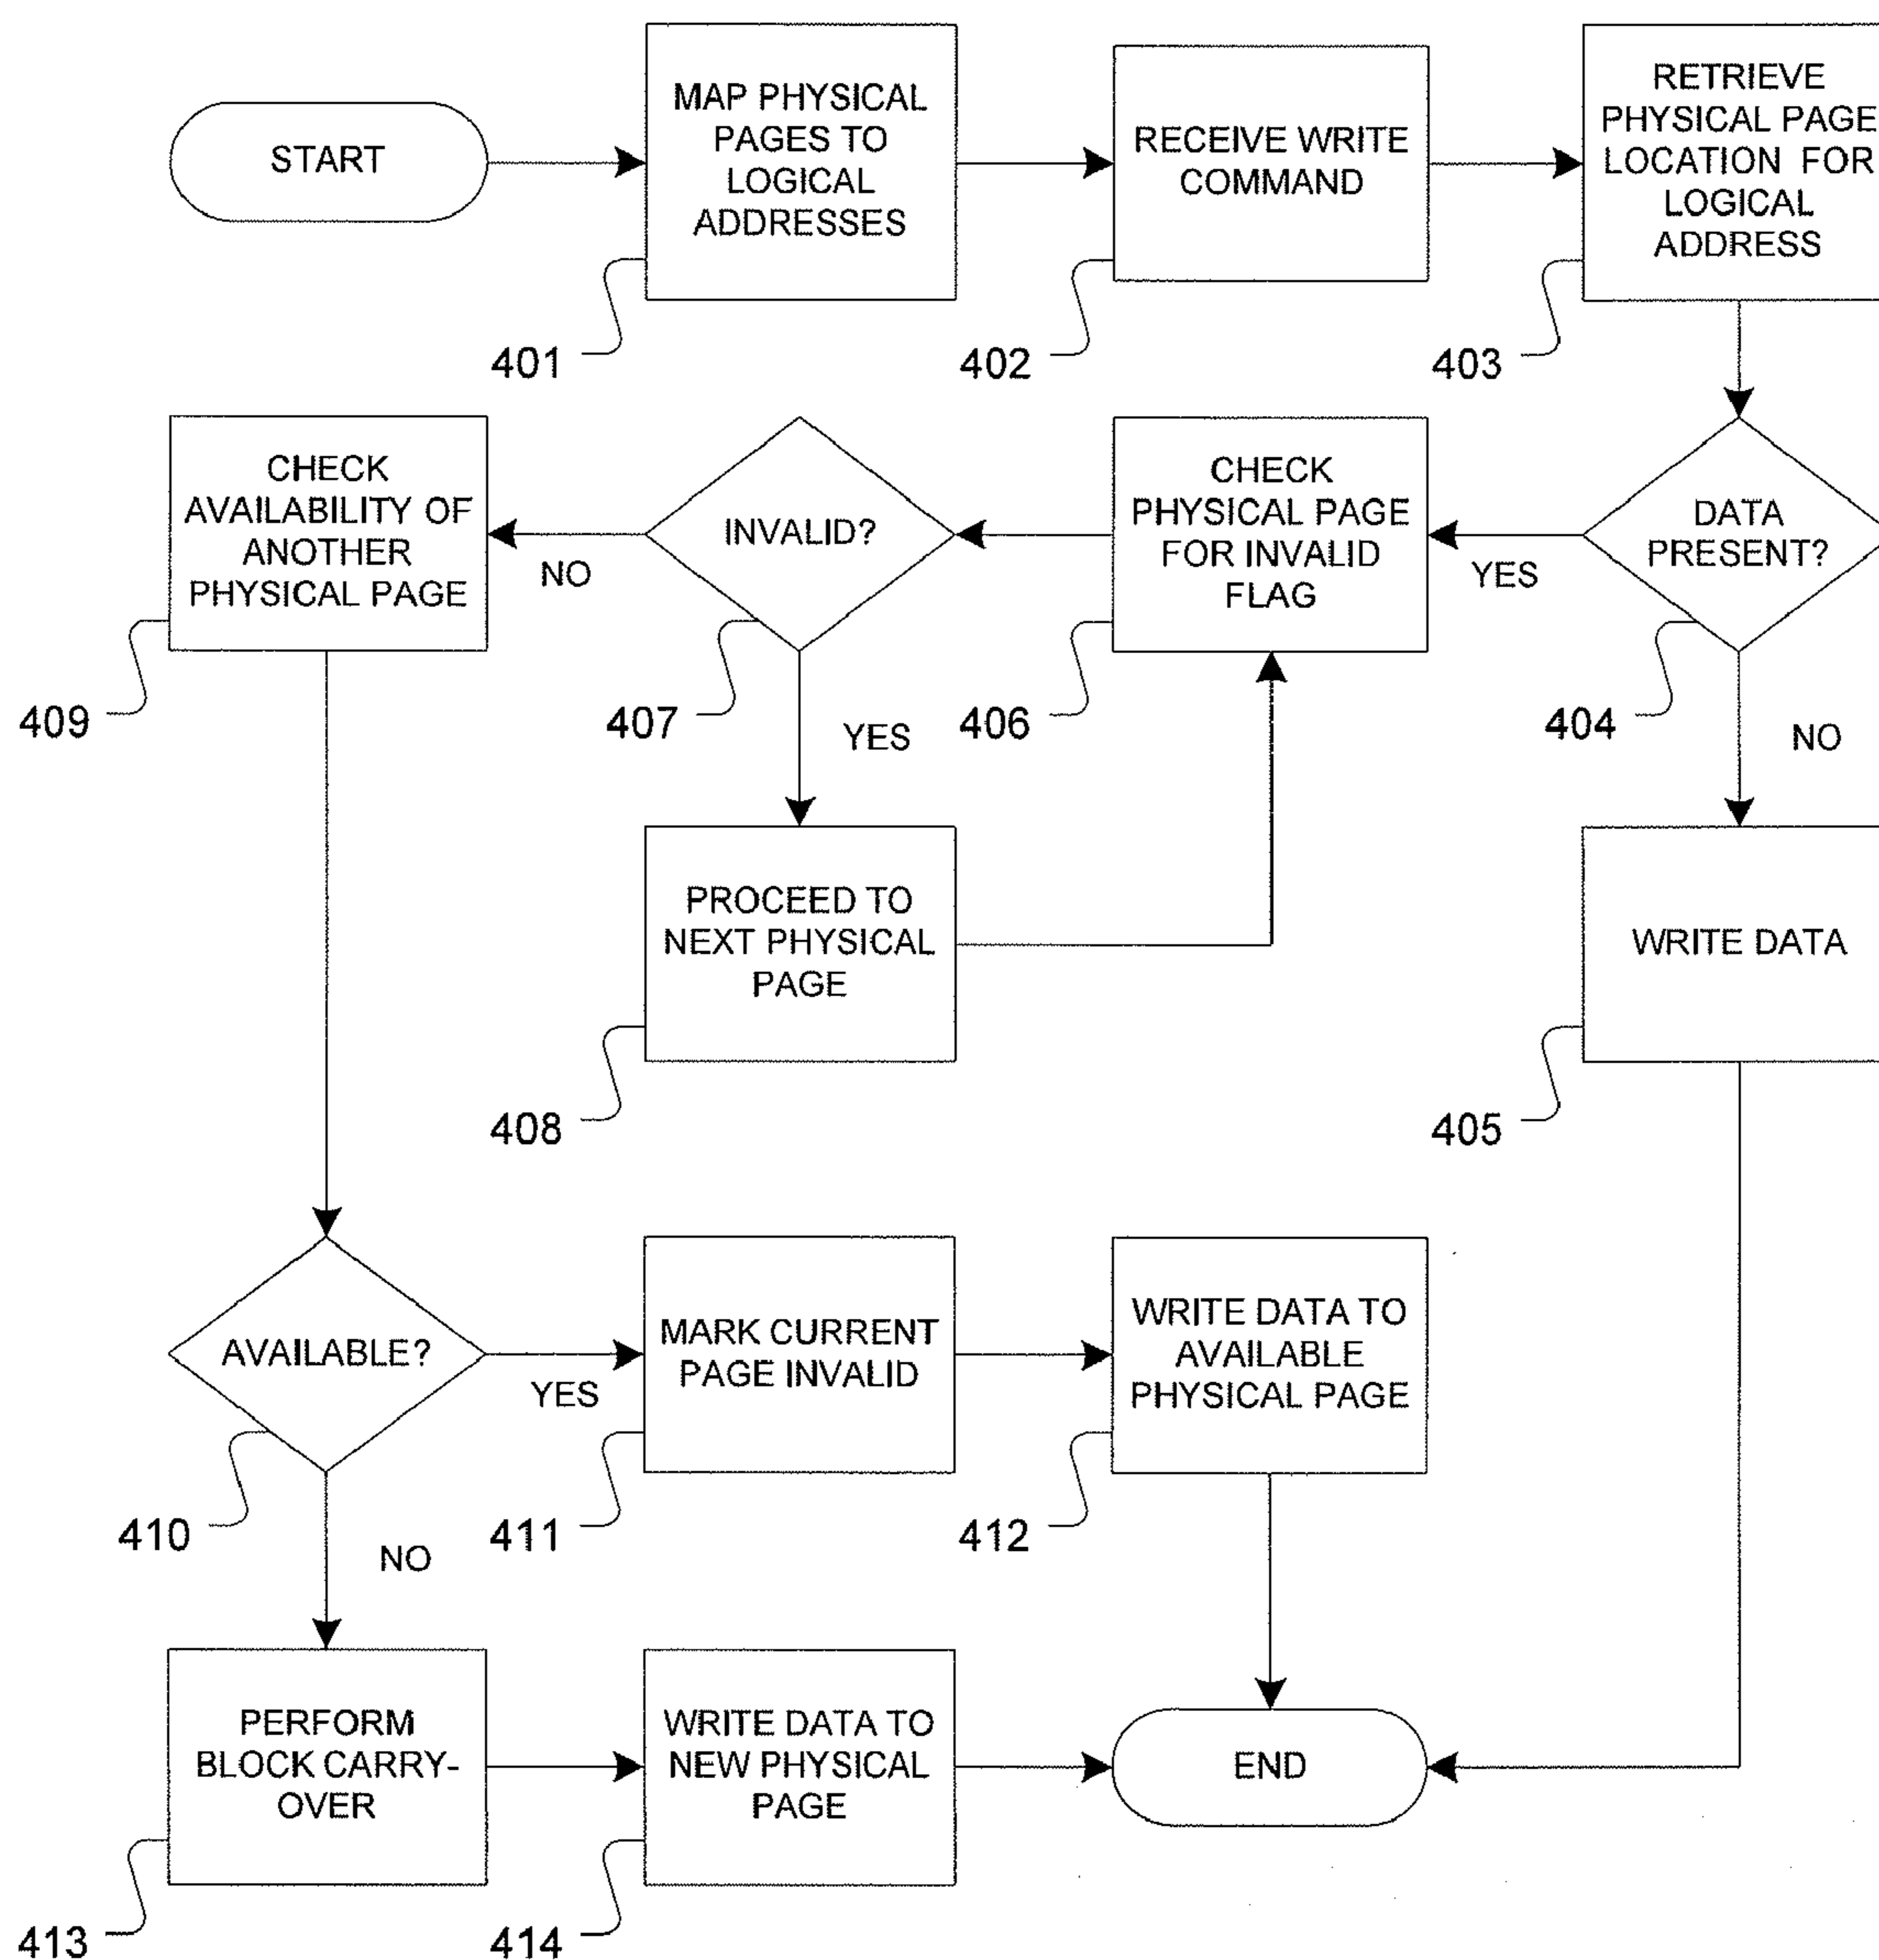 START
MAP PHYSICAL
PAGES TO
LOGICAL
ADDRESSES
401
RECEIVE WRITE
COMMAND
402
RETRIEVE
PHYSICAL PAGE
LOCATION FOR
LOGICAL
ADDRESS
403
DATA
PRESENT?
404
YES
NO
WRITE DATA
405
CHECK
PHYSICAL PAGE
FOR INVALID
FLAG
406
INVALID?
407
NO
YES
PROCEED TO
NEXT PHYSICAL
PAGE
408
CHECK
AVAILABILITY OF
ANOTHER
PHYSICAL PAGE
409
AVAILABLE?
410
YES
NO
MARK CURRENT
PAGE INVALID
411
WRITE DATA TO
AVAILABLE
PHYSICAL PAGE
412
PERFORM
BLOCK CARRY-
OVER
413
WRITE DATA TO
NEW PHYSICAL
PAGE
414
END